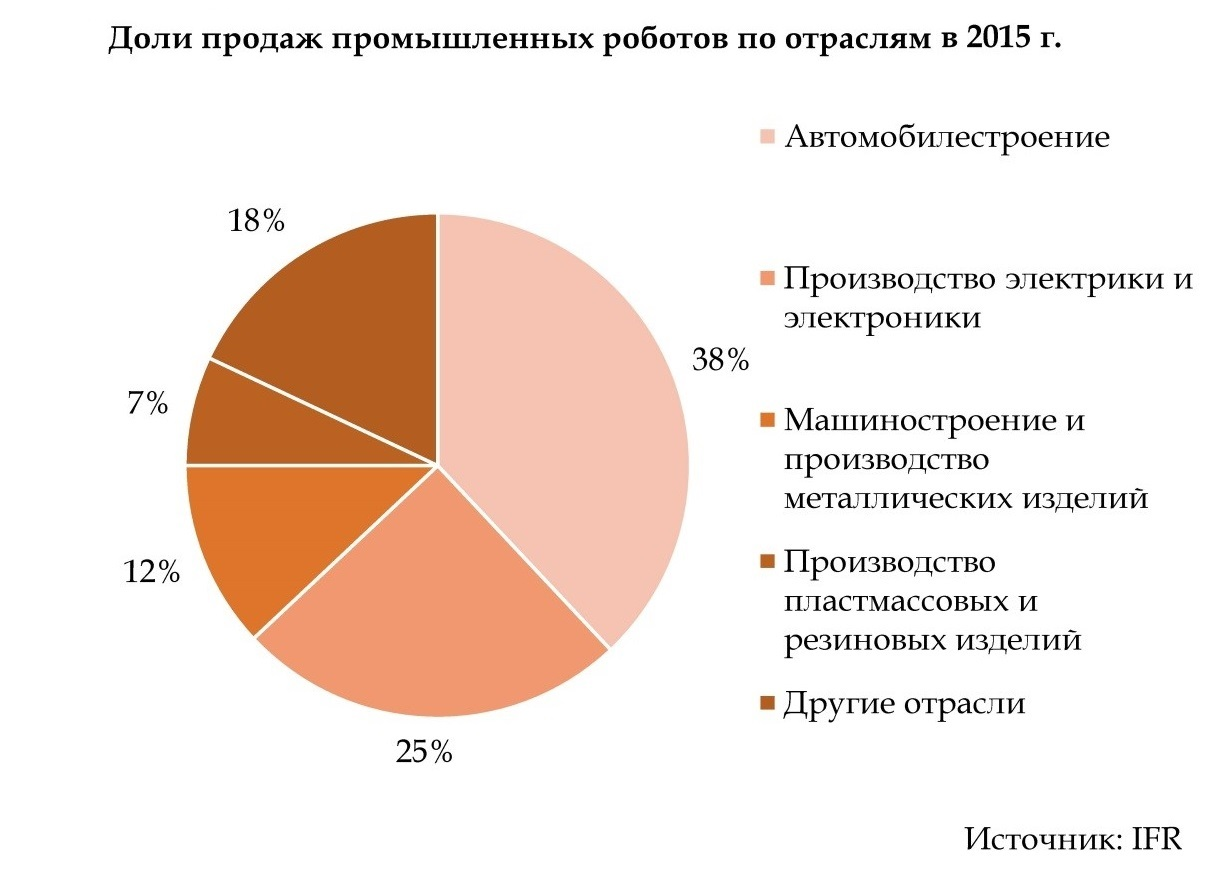 Доли продаж промышленных роботов по отраслям в 2015 г.
18%
7%
12%
25%
38%
Автомобилестроение
Производство электрики и
электроники
Машиностроение и
производство
металлических изделий
Производство
пластмассовых и
резиновых изделий
Другие отрасли
Источник: IFR